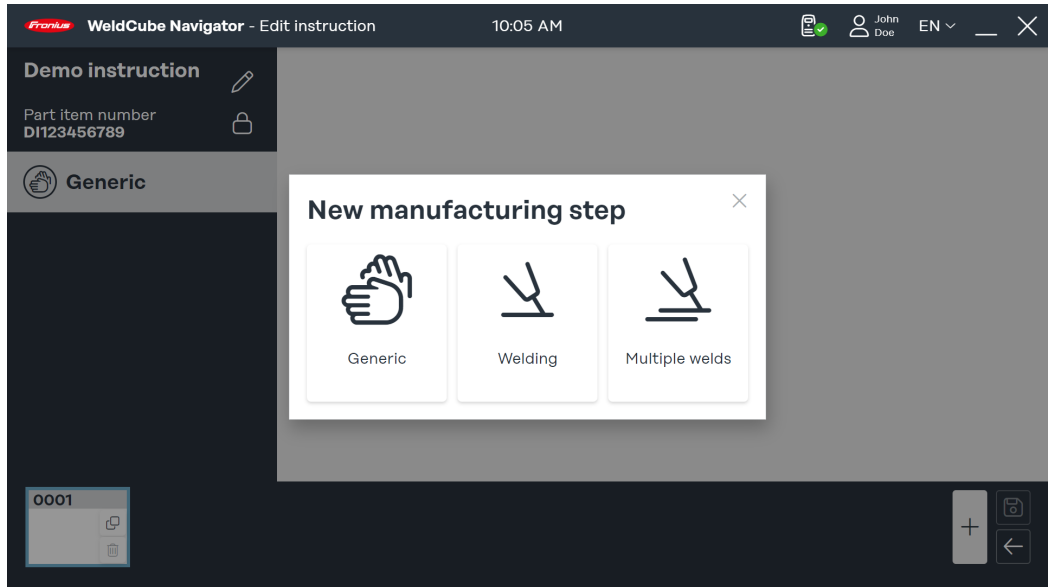 Fronius WeldCube Navigator - Edit instruction 10:05 AM John Doe EN
Demo instruction
Part item number
DI123456789
Generic
New manufacturing step
Generic Welding Multiple welds
0001